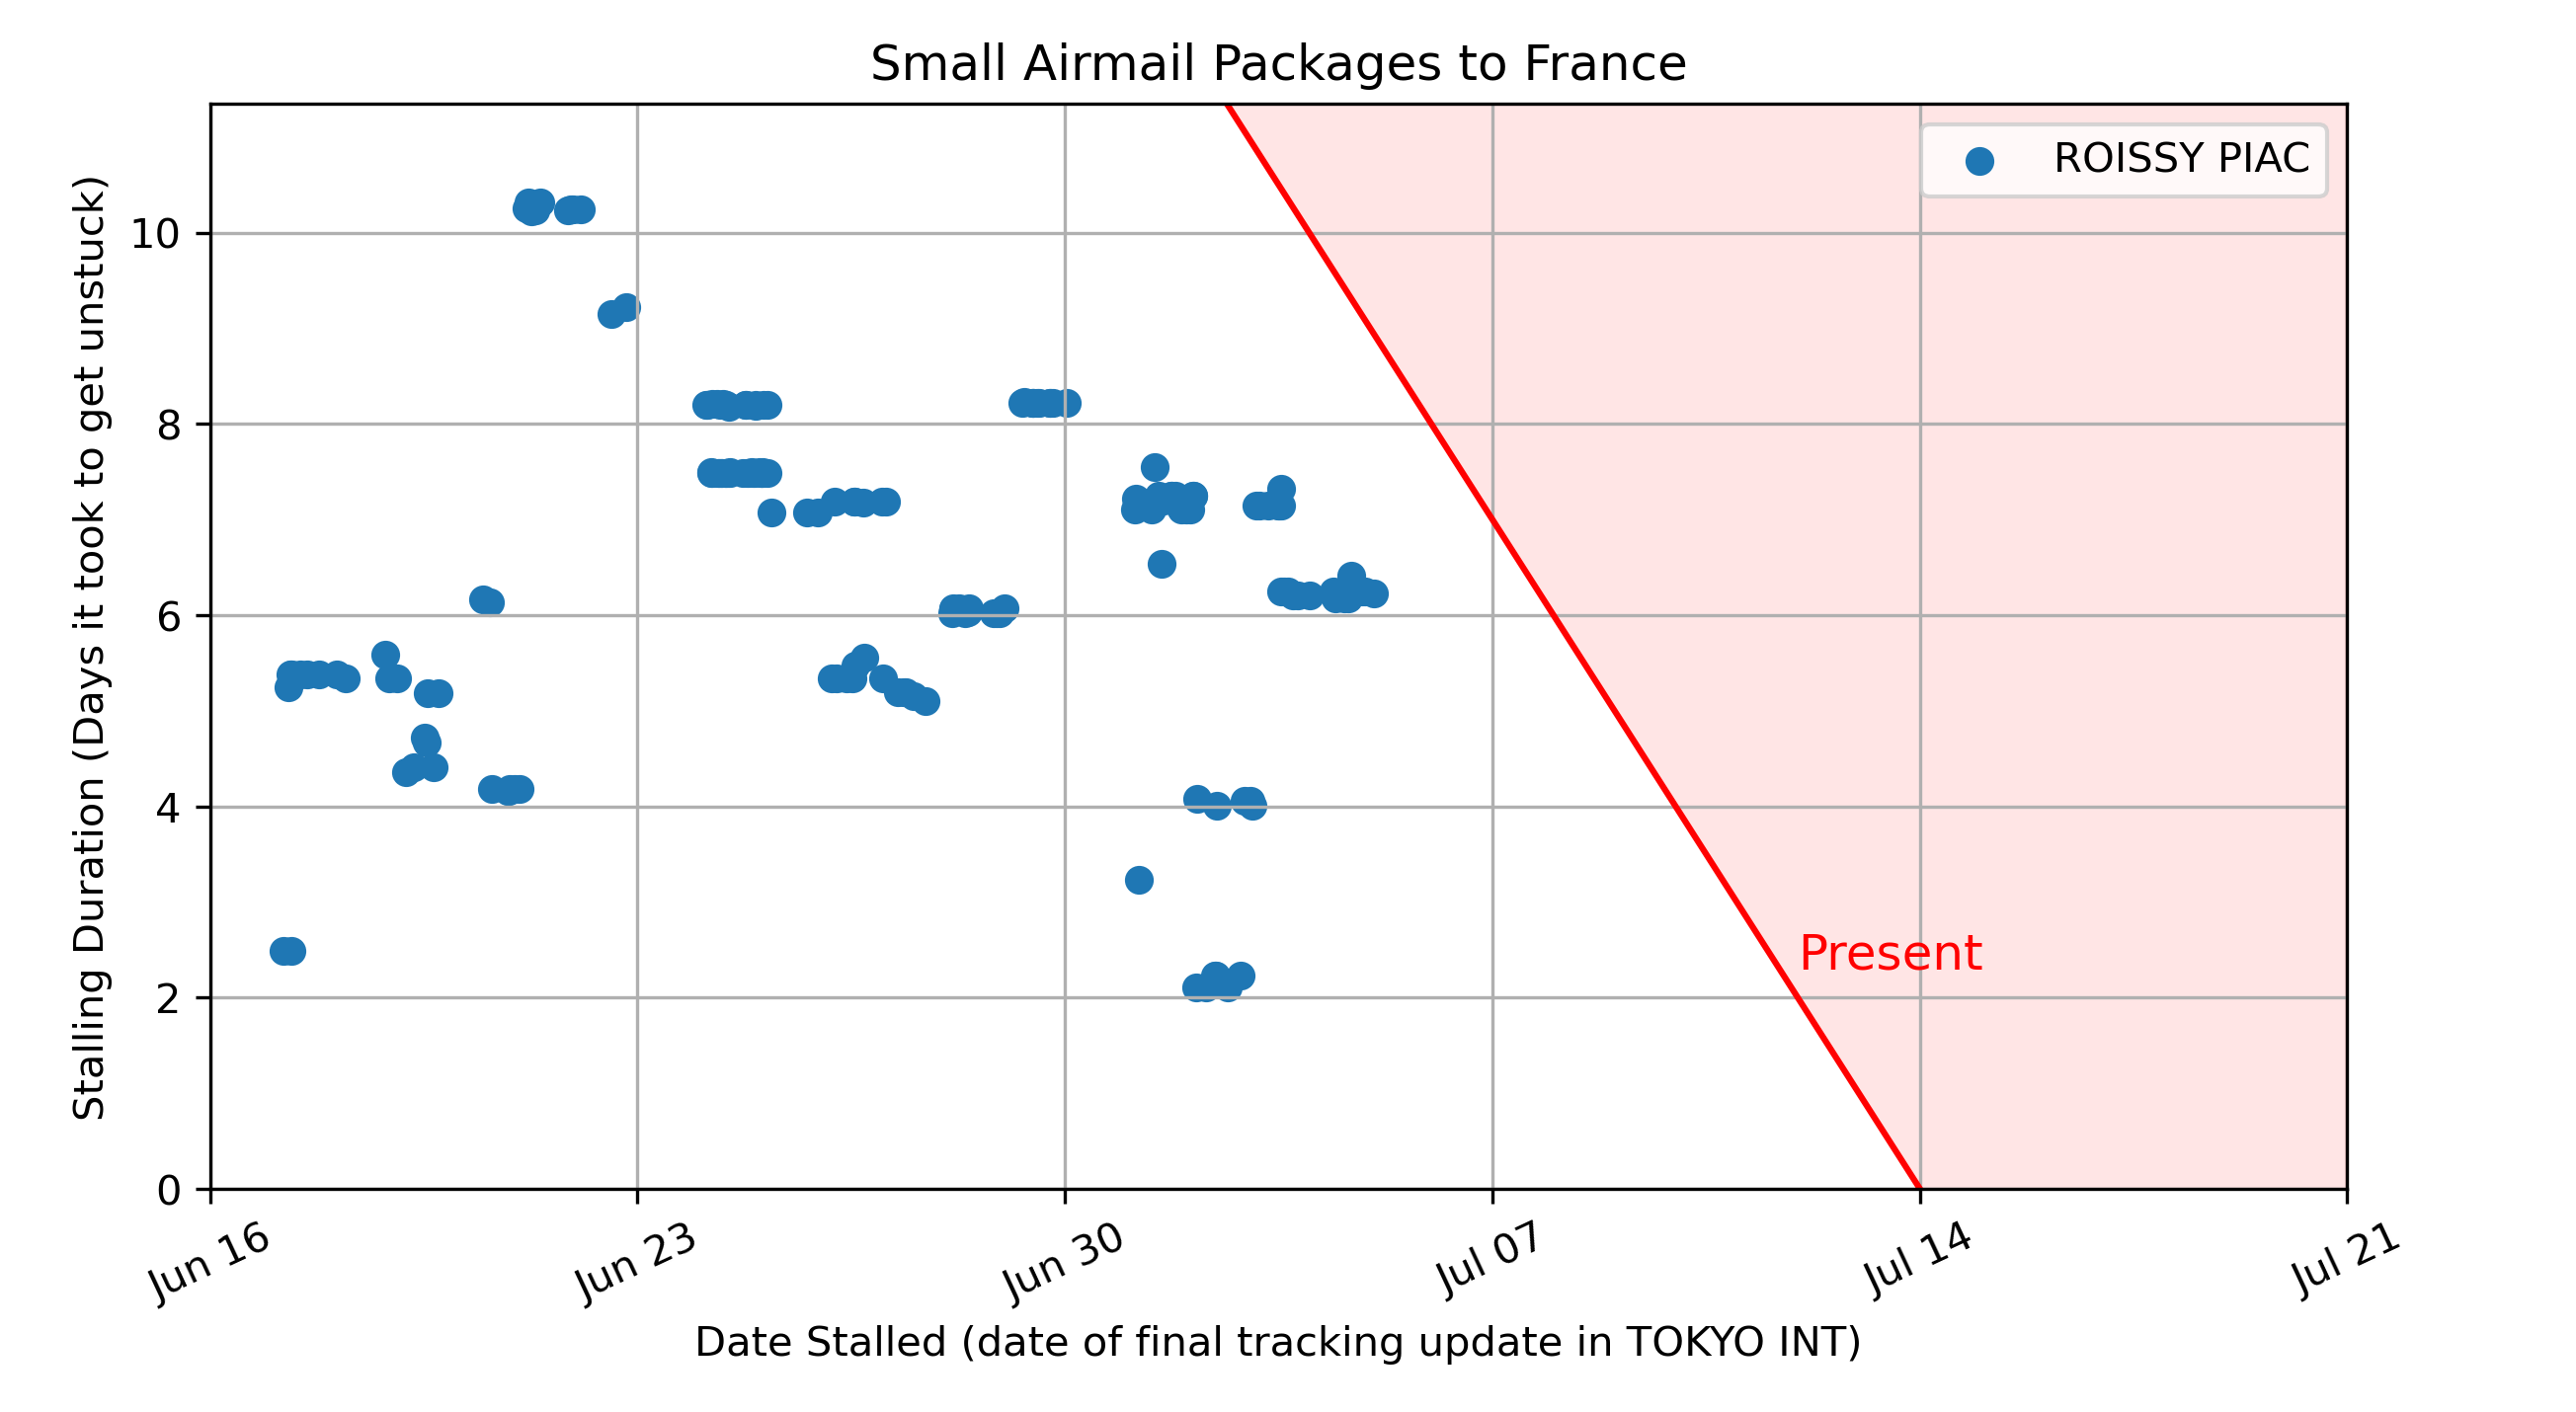 Small Airmail Packages to France
ROISSY PIAC
Stalling Duration (Days it took to get unstuck)
10
8
6
4
2
0
Present
Jun 16
Jun 23
Jun 30
Jul 07
Jul 14
Jul 21
Date Stalled (date of final tracking update in TOKYO INT)